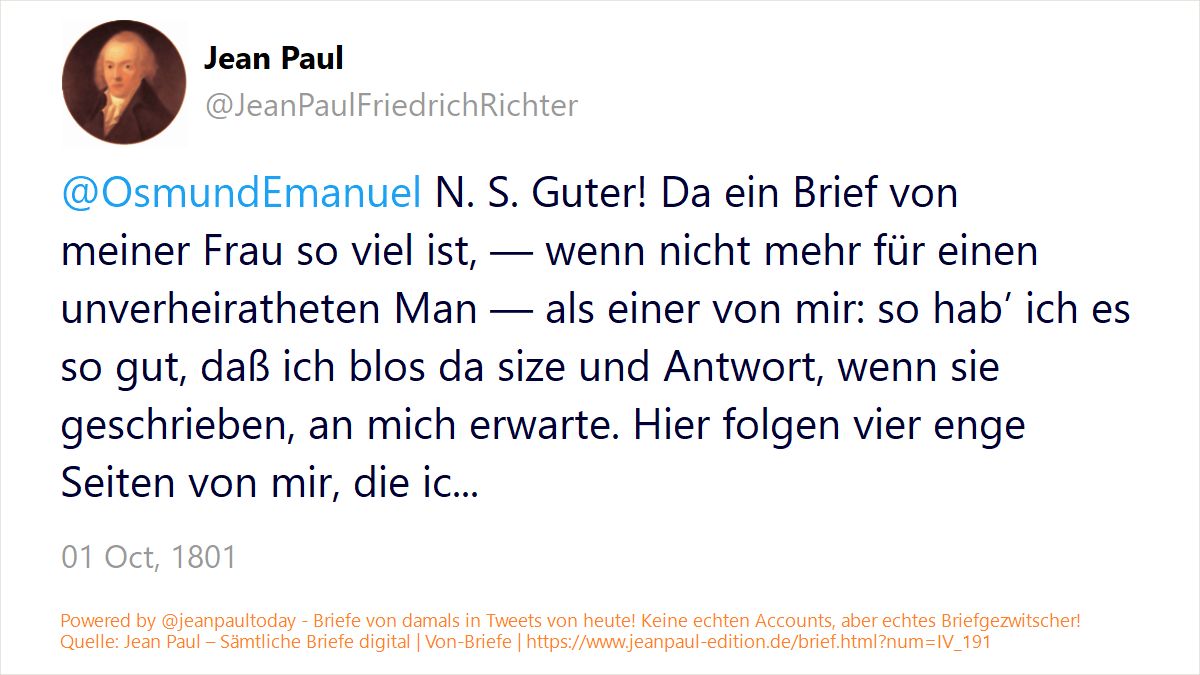 Jean Paul
@JeanPaulFriedrichRichter
@OsmundEmanuel N. S. Guter! Da ein Brief von
meiner Frau so viel ist, — wenn nicht mehr für einen
unverheiratheten Man — als einer von mir: so hab’ ich es
so gut, daß ich blos da size und Antwort, wenn sie
geschrieben, an mich erwarte. Hier folgen vier enge
Seiten von mir, die ic...
01 Oct, 1801
Powered by @jeanpaultoday - Briefe von damals in Tweets von heute! Keine echten Accounts, aber echtes Briefgezwitscher!
Quelle: Jean Paul – Sämtliche Briefe digital | Von-Briefe | https://www.jeanpaul-edition.de/brief.html?num=IV_191